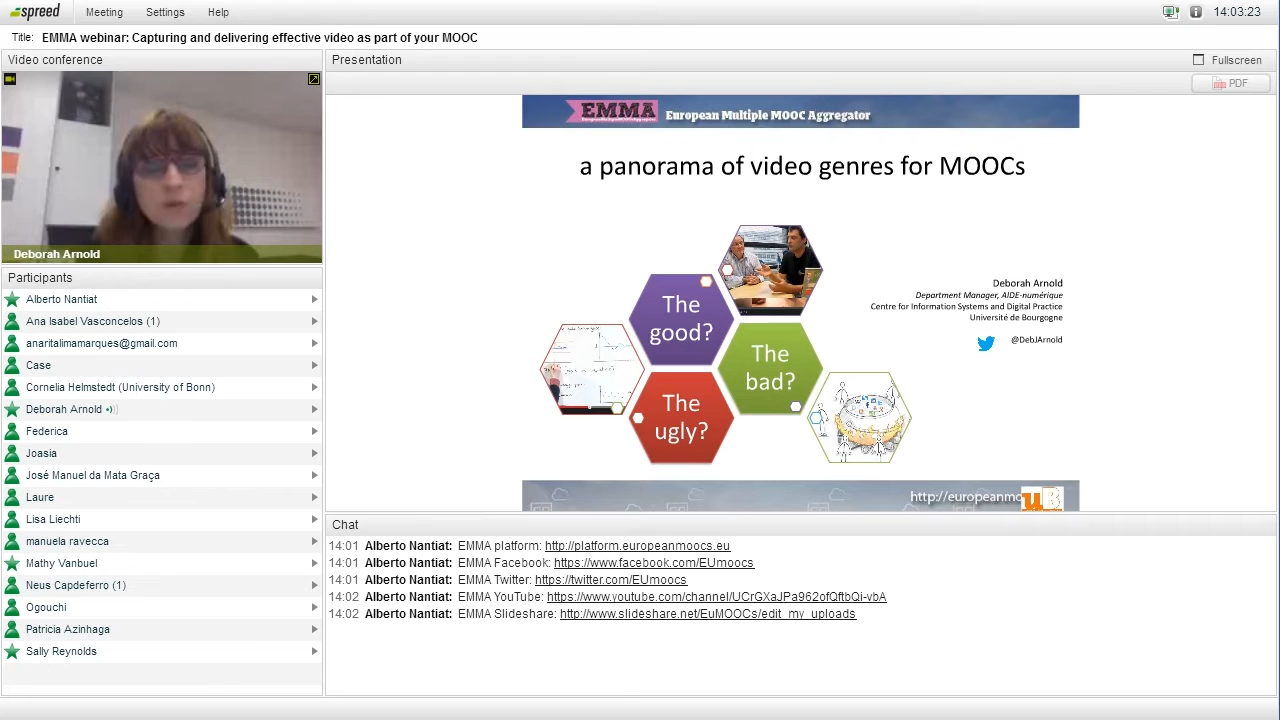 spreed Meeting Settings Help 14:03:23
Title: EMMA webinar: Capturing and delivering effective video as part of your MOOC
Video conference
Deborah Arnold
Participants
Alberto Nantiat
Ana Isabel Vasconcelos (1)
anaritalimamarques@gmail.com
Case
Cornelia Helmstedt (University of Bonn)
Deborah Arnold
Federica
Joasia
José Manuel da Mata Graça
Laure
Lisa Liechti
manuela ravecca
Mathy Vanbuel
Neus Capdeferro (1)
Ogouchi
Patricia Azinhaga
Sally Reynolds
Presentation
Fullscreen
PDF
EMMA European Multiple MOOC Aggregator
a panorama of video genres for MOOCs
The
good?
The
bad?
The
ugly?
Deborah Arnold
Department Manager, AIDE-numérique
Centre for Information Systems and Digital Practice
Université de Bourgogne
@DebJArnold
http://europeanmo
uB
Chat
14:01 Alberto Nantiat: EMMA platform: http://platform.europeanmoocs.eu
14:01 Alberto Nantiat: EMMA Facebook: https://www.facebook.com/EUmoocs
14:01 Alberto Nantiat: EMMA Twitter: https://twitter.com/EUmoocs
14:02 Alberto Nantiat: EMMA YouTube: https://www.youtube.com/channel/UCrGXaJPa962ofQftbQi-vbA
14:02 Alberto Nantiat: EMMA Slideshare: http://www.slideshare.net/EuMOOCs/edit_my_uploads